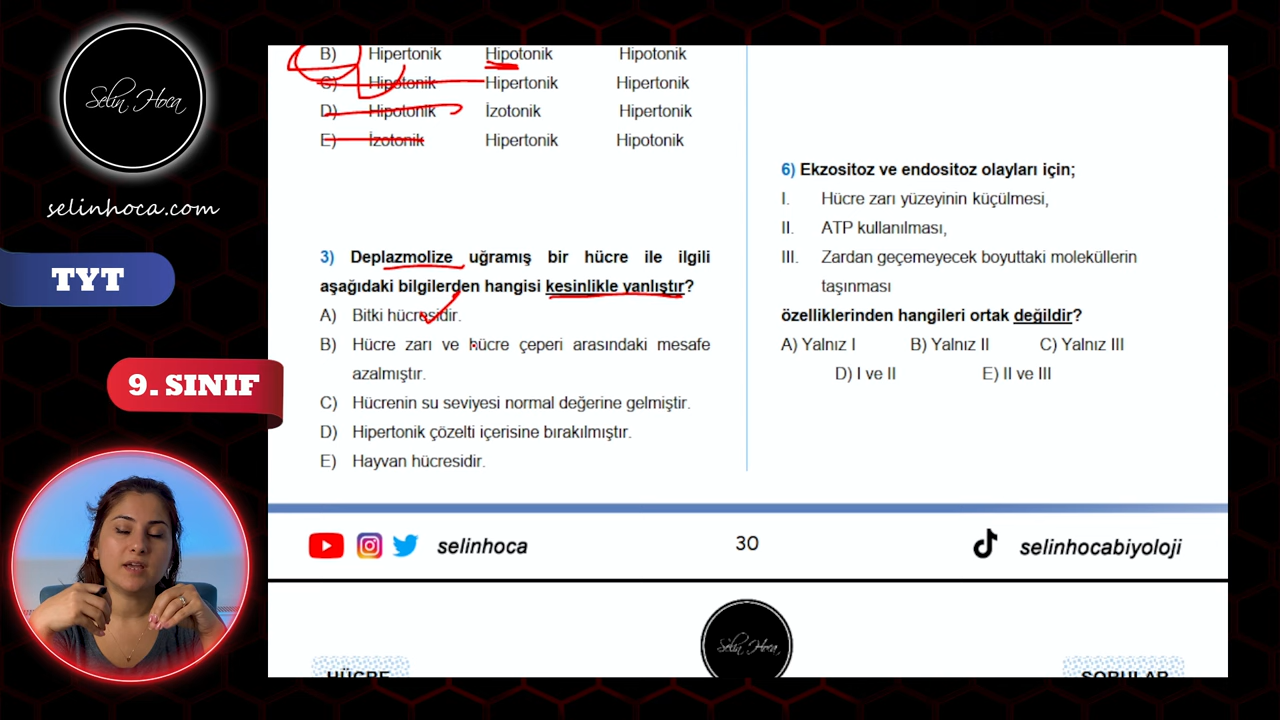 Selin Hoca
selinhoca.com
TYT
9. SINIF
B) Hipertonik Hipotonik Hipotonik
C) Hipotonik Hipertonik Hipertonik
D) Hipotonik İzotonik Hipertonik
E) İzotonik Hipertonik Hipotonik
3) Deplazmolize uğramış bir hücre ile ilgili
aşağıdaki bilgilerden hangisi kesinlikle yanlıştır?
A) Bitki hücresidir.
B) Hücre zarı ve hücre çeperi arasındaki mesafe
azalmıştır.
C) Hücrenin su seviyesi normal değerine gelmiştir.
D) Hipertonik çözelti içerisine bırakılmıştır.
E) Hayvan hücresidir.
6) Ekzositoz ve endositoz olayları için;
I. Hücre zarı yüzeyinin küçülmesi,
II. ATP kullanılması,
III. Zardan geçemeyecek boyuttaki moleküllerin
taşınması
özelliklerinden hangileri ortak değildir?
A) Yalnız I B) Yalnız II C) Yalnız III
D) I ve II E) II ve III
selinhoca
30
selinhocabiyoloji
Selin Hoca
HÜCRE
SORULAR